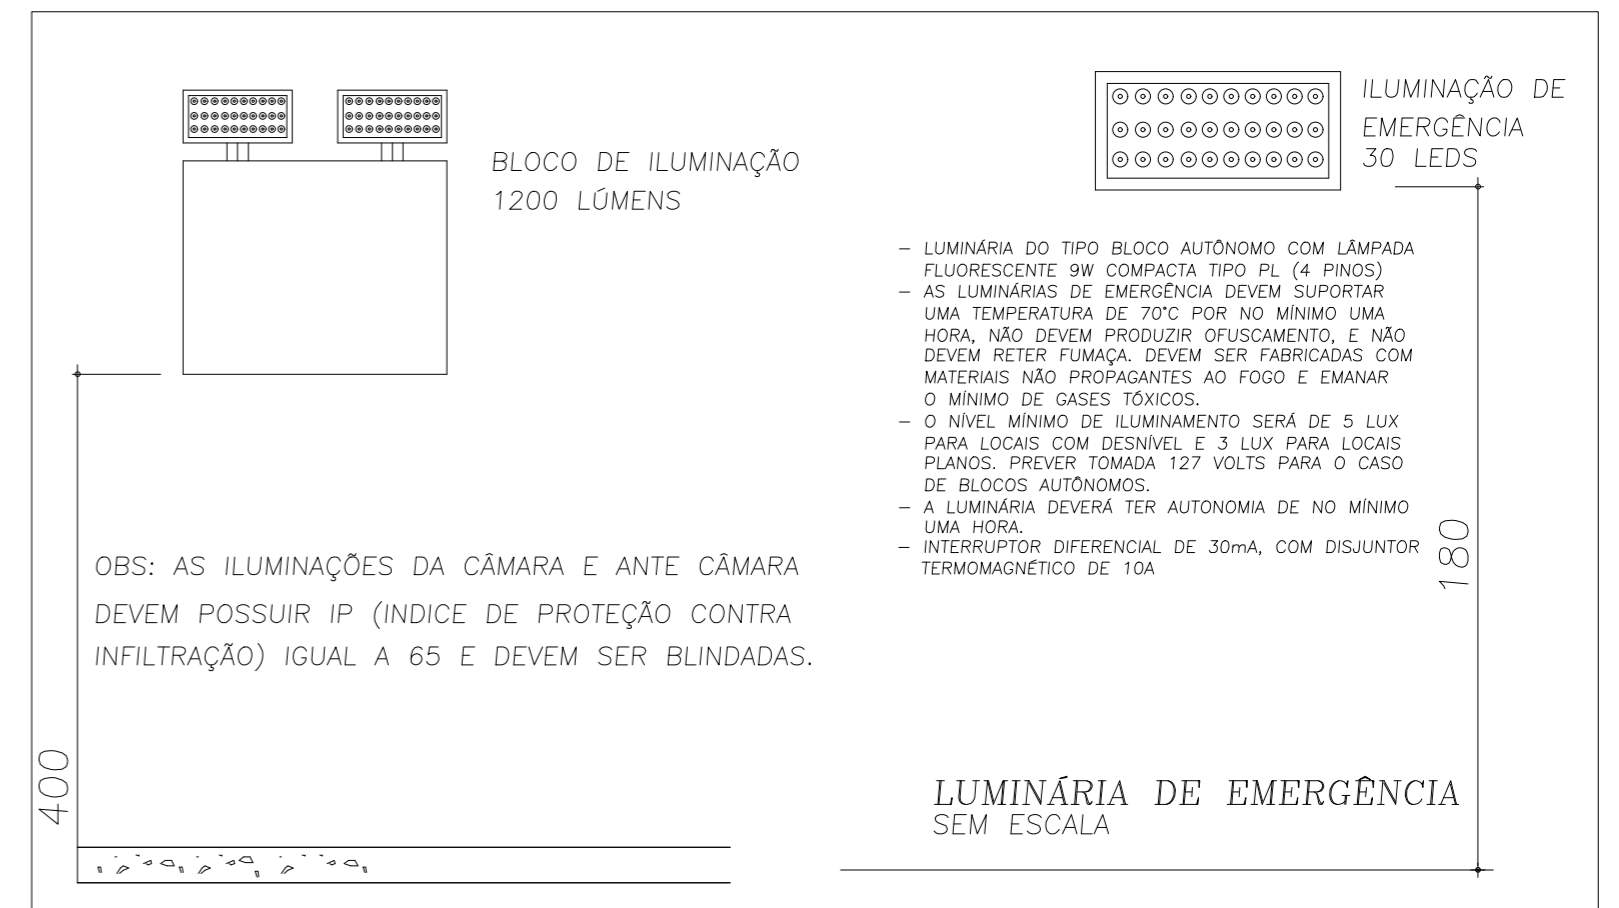 BLOCO DE ILUMINAÇÃO
1200 LÚMENS
400
OBS: AS ILUMINAÇÕES DA CÂMARA E ANTE CÂMARA
DEVEM POSSUIR IP (INDICE DE PROTEÇÃO CONTRA
INFILTRAÇÃO) IGUAL A 65 E DEVEM SER BLINDADAS.
ILUMINAÇÃO DE
EMERGÊNCIA
30 LEDS
– LUMINÁRIA DO TIPO BLOCO AUTÔNOMO COM LÂMPADA
FLUORESCENTE 9W COMPACTA TIPO PL (4 PINOS)
– AS LUMINÁRIAS DE EMERGÊNCIA DEVEM SUPORTAR
UMA TEMPERATURA DE 70°C POR NO MÍNIMO UMA
HORA, NÃO DEVEM PRODUZIR OFUSCAMENTO, E NÃO
DEVEM RETER FUMAÇA. DEVEM SER FABRICADAS COM
MATERIAIS NÃO PROPAGANTES AO FOGO E EMANAR
O MÍNIMO DE GASES TÓXICOS.
– O NÍVEL MÍNIMO DE ILUMINAMENTO SERÁ DE 5 LUX
PARA LOCAIS COM DESNÍVEL E 3 LUX PARA LOCAIS
PLANOS. PREVER TOMADA 127 VOLTS PARA O CASO
DE BLOCOS AUTÔNOMOS.
– A LUMINÁRIA DEVERÁ TER AUTONOMIA DE NO MÍNIMO
UMA HORA.
– INTERRUPTOR DIFERENCIAL DE 30mA, COM DISJUNTOR
TERMOMAGNÉTICO DE 10A
180
LUMINÁRIA DE EMERGÊNCIA
SEM ESCALA